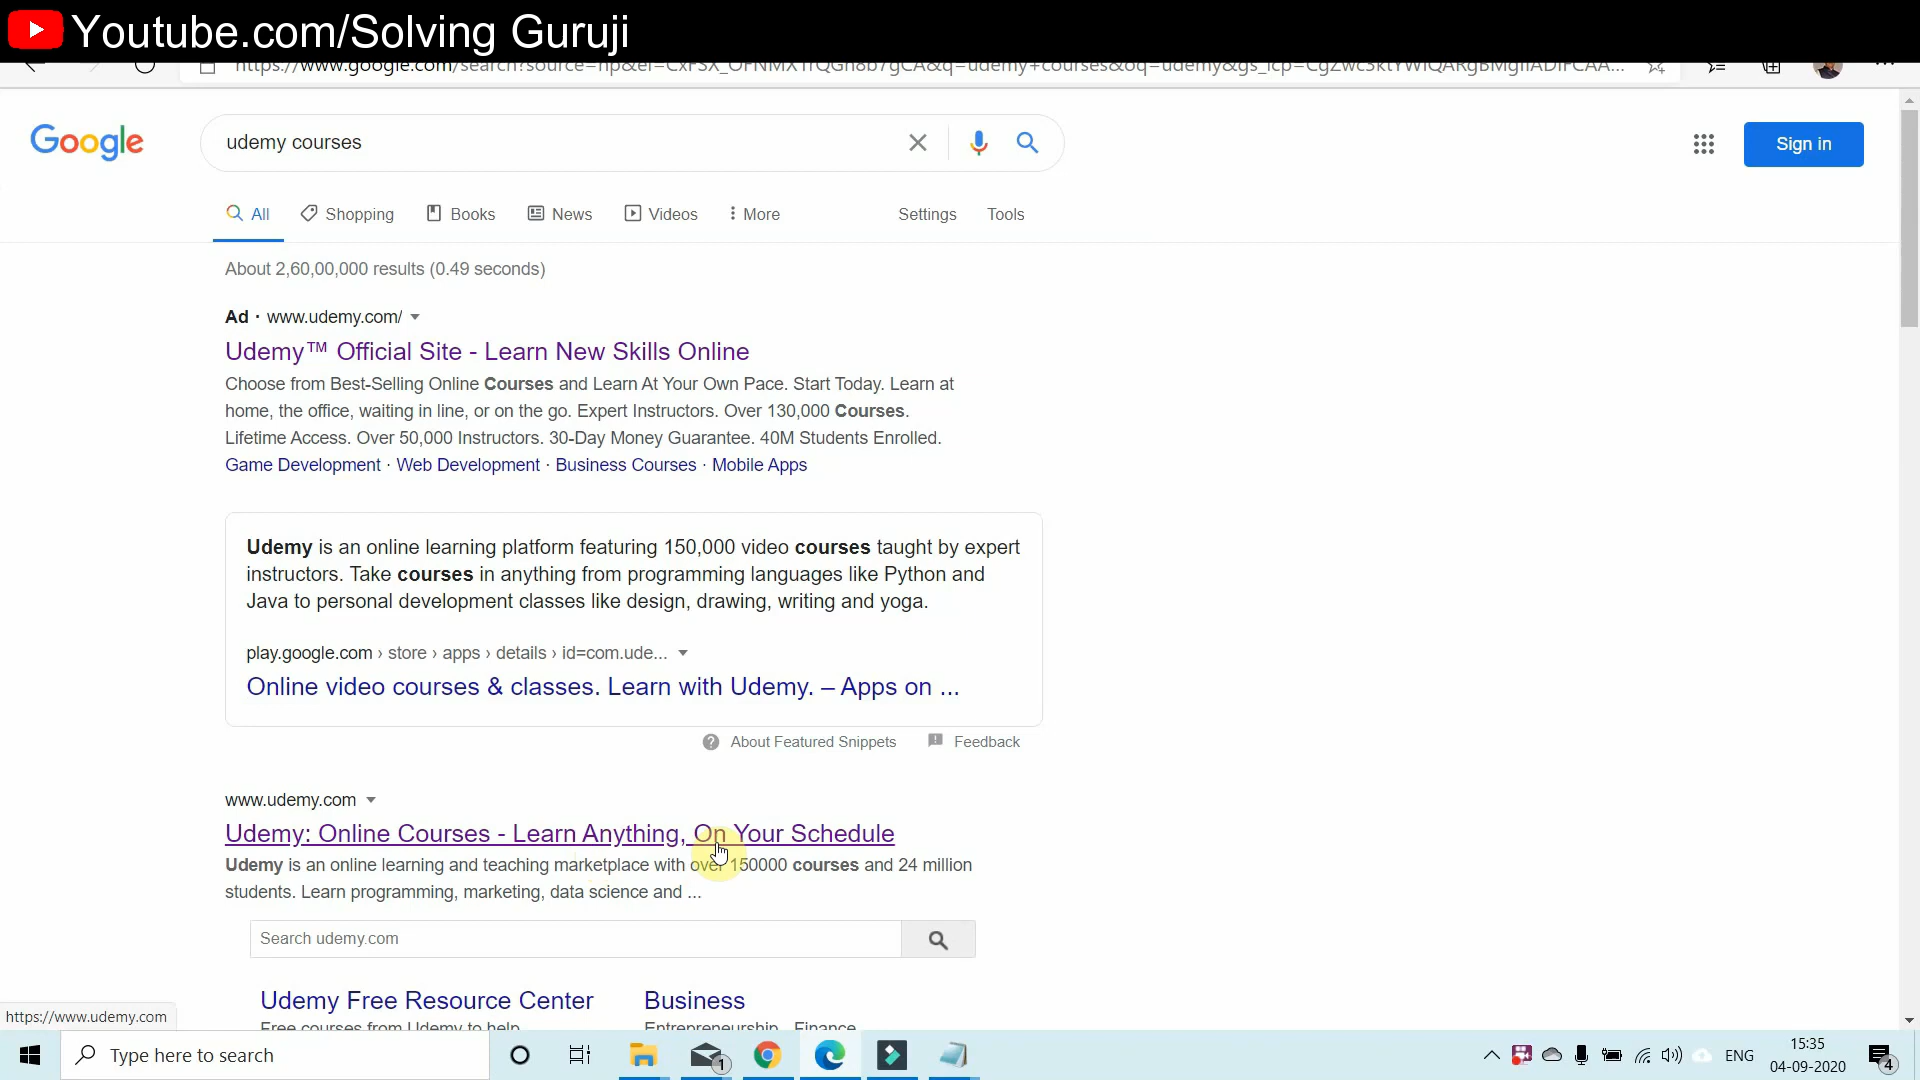 Youtube.com/Solving Guruji
Google
udemy courses
Sign in
All
Shopping
Books
News
Videos
More
Settings
Tools
About 2,60,00,000 results (0.49 seconds)
Ad · www.udemy.com/
Udemy™ Official Site - Learn New Skills Online
Choose from Best-Selling Online Courses and Learn At Your Own Pace. Start Today. Learn at
home, the office, waiting in line, or on the go. Expert Instructors. Over 130,000 Courses.
Lifetime Access. Over 50,000 Instructors. 30-Day Money Guarantee. 40M Students Enrolled.
Game Development · Web Development · Business Courses · Mobile Apps
Udemy is an online learning platform featuring 150,000 video courses taught by expert
instructors. Take courses in anything from programming languages like Python and
Java to personal development classes like design, drawing, writing and yoga.
play.google.com › store › apps › details › id=com.ude...
Online video courses & classes. Learn with Udemy. – Apps on ...
About Featured Snippets
Feedback
www.udemy.com
Udemy: Online Courses - Learn Anything, On Your Schedule
Udemy is an online learning and teaching marketplace with over 150000 courses and 24 million
students. Learn programming, marketing, data science and ...
Search udemy.com
Udemy Free Resource Center
Business
Free courses from Udemy to help
Entrepreneurship Finance
https://www.udemy.com
Type here to search
1
ENG
15:35
04-09-2020
4